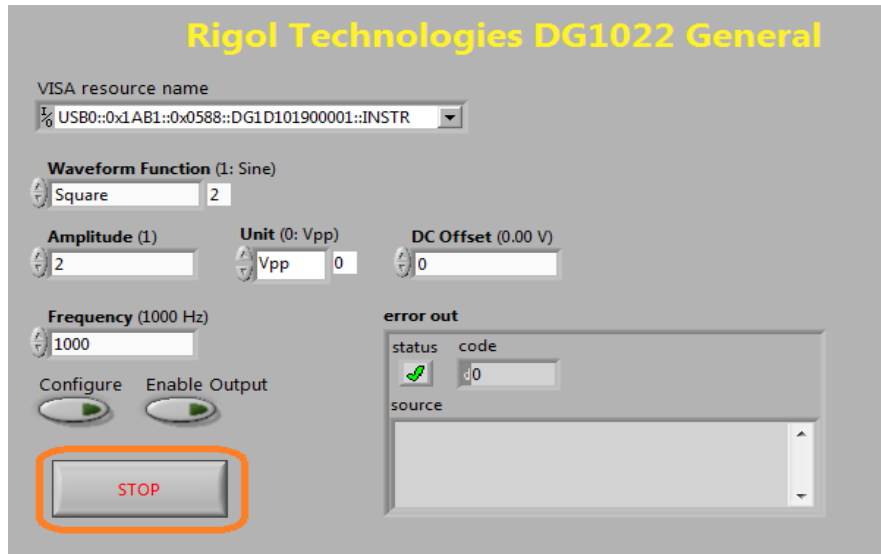 Rigol Technologies DG1022 General
VISA resource name
I/O USB0::0x1AB1::0x0588::DG1D101900001::INSTR
Waveform Function (1: Sine)
Square 2
Amplitude (1) Unit (0: Vpp) DC Offset (0.00 V)
2 Vpp 0 0
Frequency (1000 Hz) error out
1000 status code
d0
Configure Enable Output source
STOP